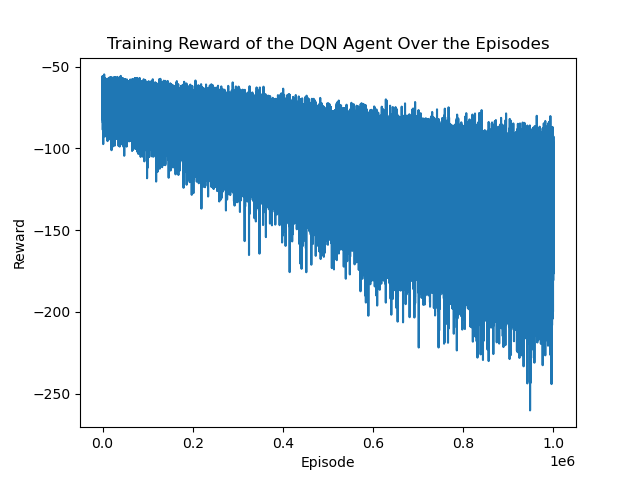 Training Reward of the DQN Agent Over the Episodes
−50
−100
−150
−200
−250
Reward
0.0 0.2 0.4 0.6 0.8 1.0
1e6
Episode